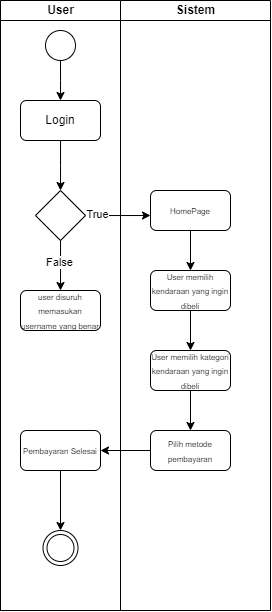 User
Sistem
Login
True
HomePage
False
User memilih
kendaraan yang ingin
dibeli
user disuruh
memasukan
username yang benar
User memilih kategori
kendaraan yang ingin
dibeli
Pembayaran Selesai
Pilih metode
pembayaran